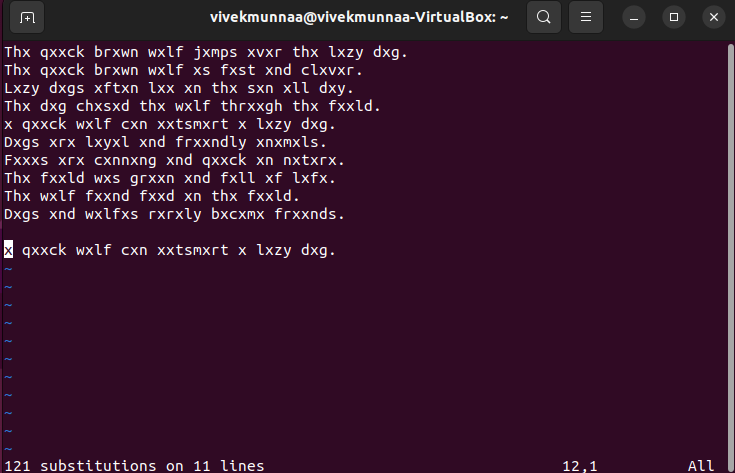 vivekmunnaa@vivekmunnaa-VirtualBox: ~
Thx qxxck brxwn wxlf jxmps xvxr thx lxzy dxg.
Thx qxxck brxwn wxlf xs fxst xnd clxvxr.
Lxzy dxgs xftxn lxx xn thx sxn xll dxy.
Thx dxg chxsxd thx wxlf thrxxgh thx fxxld.
x qxxck wxlf cxn xxtsmxrt x lxzy dxg.
Dxgs xrx lxyxl xnd frxxndly xnxmxls.
Fxxxs xrx cxnnxng xnd qxxck xn nxtxrx.
Thx fxxld wxs grxxn xnd fxll xf lxfx.
Thx wxlf fxxnd fxxd xn thx fxxld.
Dxgs xnd wxlfxs rxrxly bxcxmx frxxnds.
x qxxck wxlf cxn xxtsmxrt x lxzy dxg.
~
~
~
~
~
~
~
~
~
~
~
121 substitutions on 11 lines 12,1 All